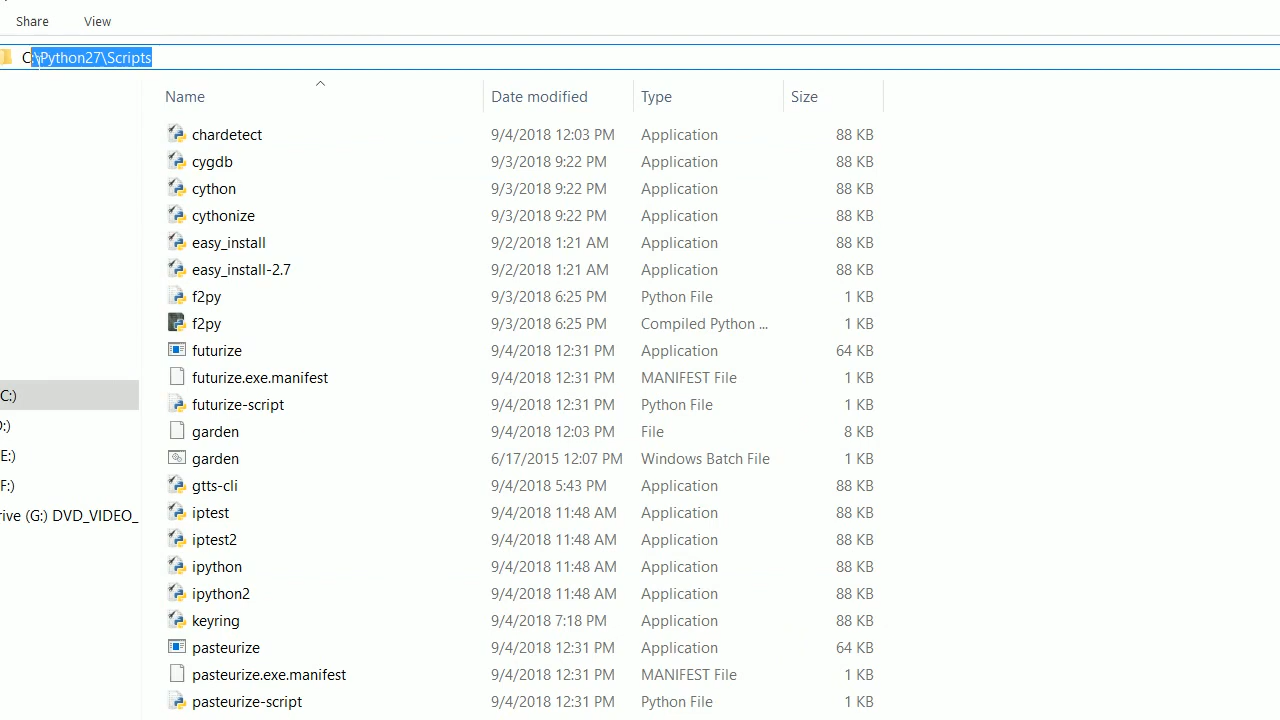 Share View
C:\Python27\Scripts
Name Date modified Type Size
chardetect 9/4/2018 12:03 PM Application 88 KB
cygdb 9/3/2018 9:22 PM Application 88 KB
cython 9/3/2018 9:22 PM Application 88 KB
cythonize 9/3/2018 9:22 PM Application 88 KB
easy_install 9/2/2018 1:21 AM Application 88 KB
easy_install-2.7 9/2/2018 1:21 AM Application 88 KB
f2py 9/3/2018 6:25 PM Python File 1 KB
f2py 9/3/2018 6:25 PM Compiled Python ... 1 KB
futurize 9/4/2018 12:31 PM Application 64 KB
futurize.exe.manifest 9/4/2018 12:31 PM MANIFEST File 1 KB
C:) futurize-script 9/4/2018 12:31 PM Python File 1 KB
:) garden 9/4/2018 12:03 PM File 8 KB
E:) garden 6/17/2015 12:07 PM Windows Batch File 1 KB
F:) gtts-cli 9/4/2018 5:43 PM Application 88 KB
rive (G:) DVD_VIDEO_ iptest 9/4/2018 11:48 AM Application 88 KB
iptest2 9/4/2018 11:48 AM Application 88 KB
ipython 9/4/2018 11:48 AM Application 88 KB
ipython2 9/4/2018 11:48 AM Application 88 KB
keyring 9/4/2018 7:18 PM Application 88 KB
pasteurize 9/4/2018 12:31 PM Application 64 KB
pasteurize.exe.manifest 9/4/2018 12:31 PM MANIFEST File 1 KB
pasteurize-script 9/4/2018 12:31 PM Python File 1 KB